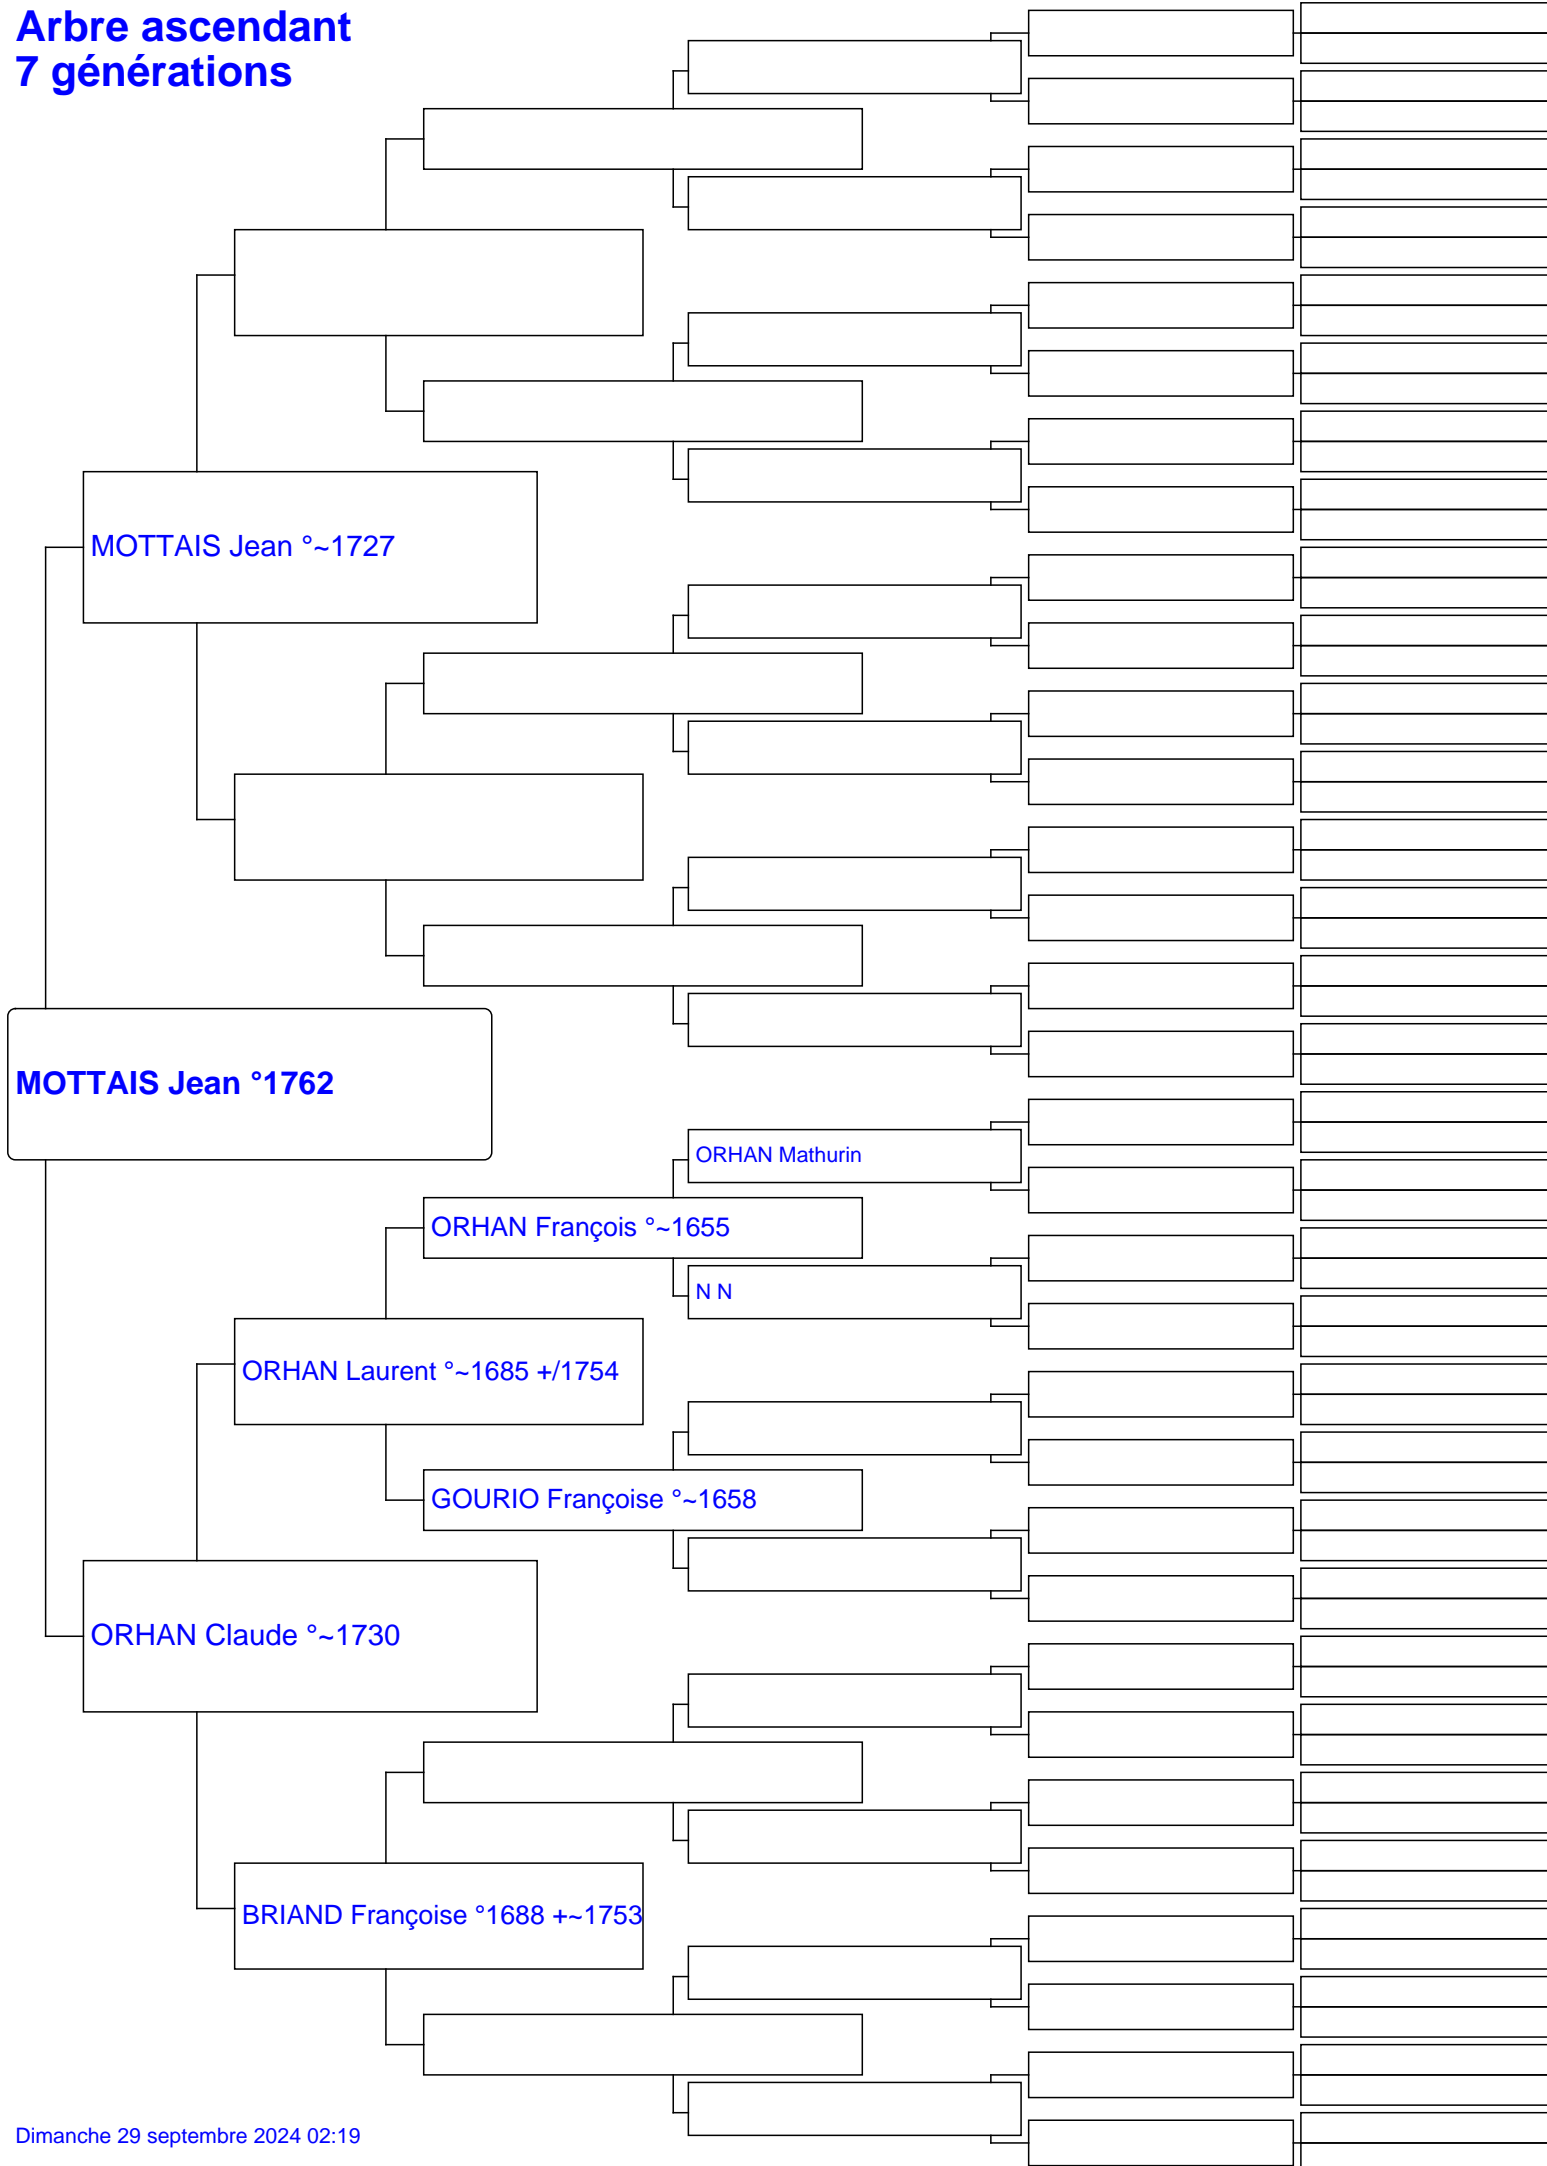 Arbre ascendant
7 générations
MOTTAIS Jean °~1727
MOTTAIS Jean °1762
ORHAN Mathurin
ORHAN François °~1655
N N
ORHAN Laurent °~1685 +/1754
GOURIO Françoise °~1658
ORHAN Claude °~1730
BRIAND Françoise °1688 +~1753
Dimanche 29 septembre 2024 02:19